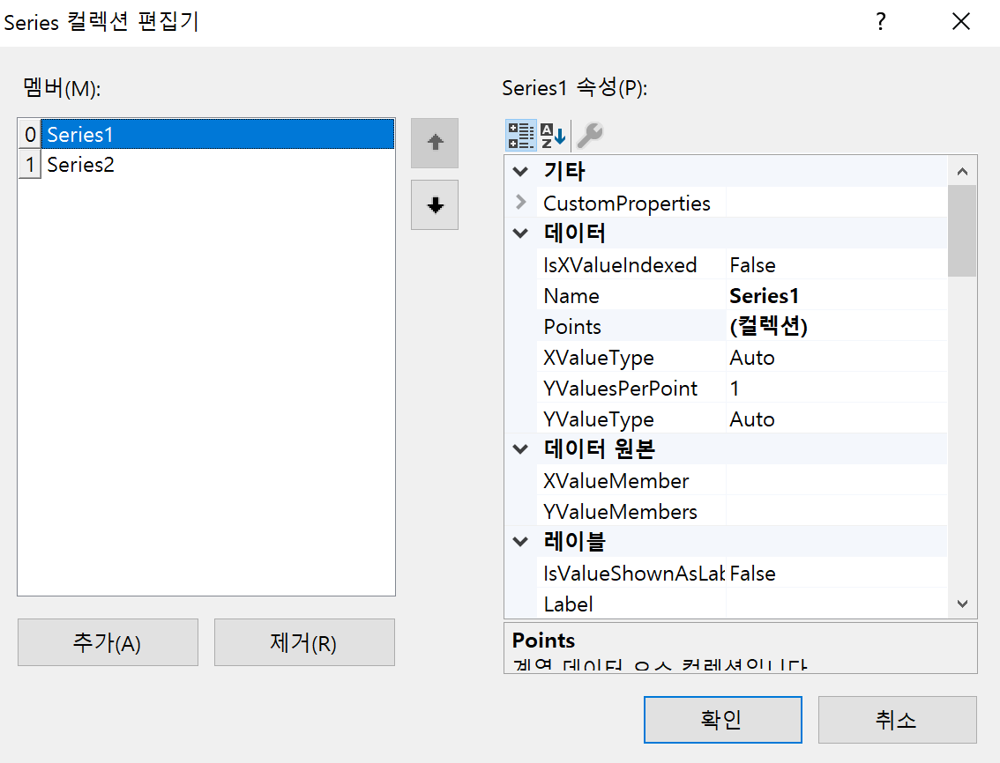 Series 컬렉션 편집기
?
멤버(M):
0 Series1
1 Series2
추가(A)
제거(R)
Series1 속성(P):
기타
CustomProperties
데이터
IsXValueIndexed False
Name Series1
Points (컬렉션)
XValueType Auto
YValuesPerPoint 1
YValueType Auto
데이터 원본
XValueMember
YValueMembers
레이블
IsValueShownAsLab False
Label
Points
계열 데이터 요소 컬렉션입니다
확인
취소